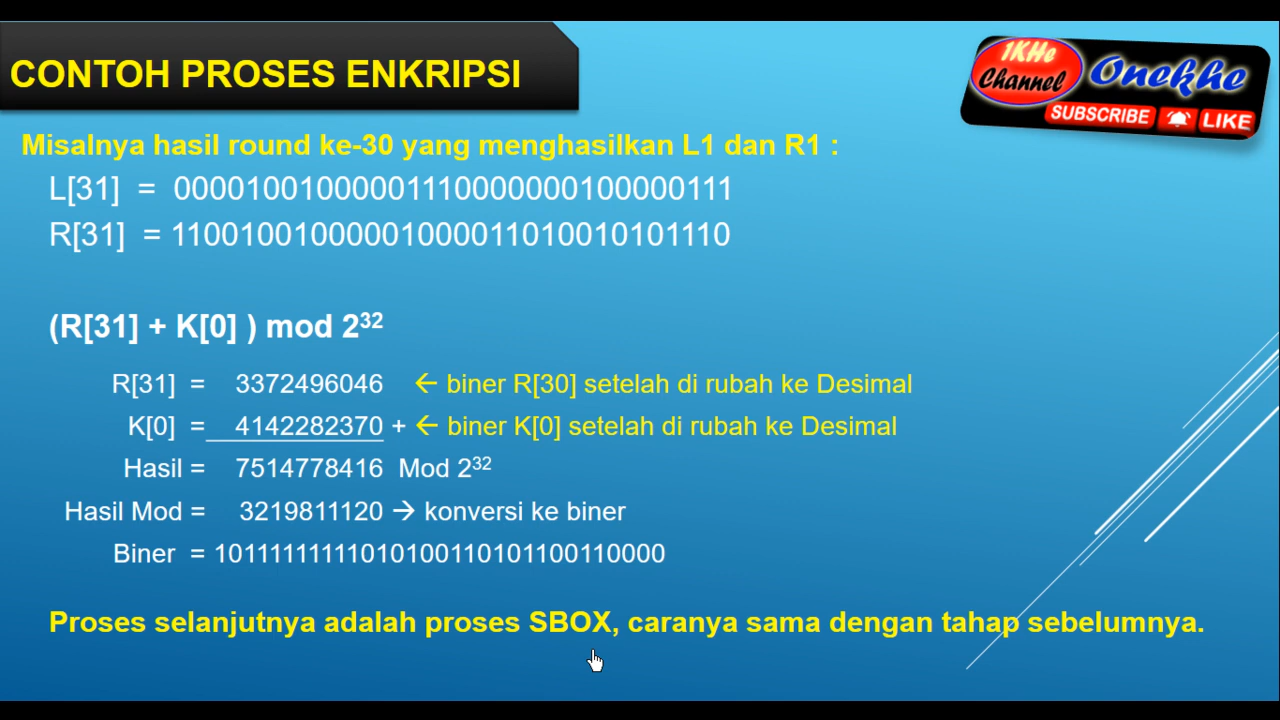 CONTOH PROSES ENKRIPSI
1KHe
Channel
Onekhe
SUBSCRIBE
LIKE
Misalnya hasil round ke-30 yang menghasilkan L1 dan R1 :
L[31] = 00001001000001110000000100000111
R[31] = 11001001000001000011010010101110
(R[31] + K[0] ) mod 2³²
R[31] = 3372496046 ← biner R[30] setelah di rubah ke Desimal
K[0] = 4142282370 + ← biner K[0] setelah di rubah ke Desimal
Hasil = 7514778416 Mod 2³²
Hasil Mod = 3219811120 → konversi ke biner
Biner = 10111111111010100110101100110000
Proses selanjutnya adalah proses SBOX, caranya sama dengan tahap sebelumnya.